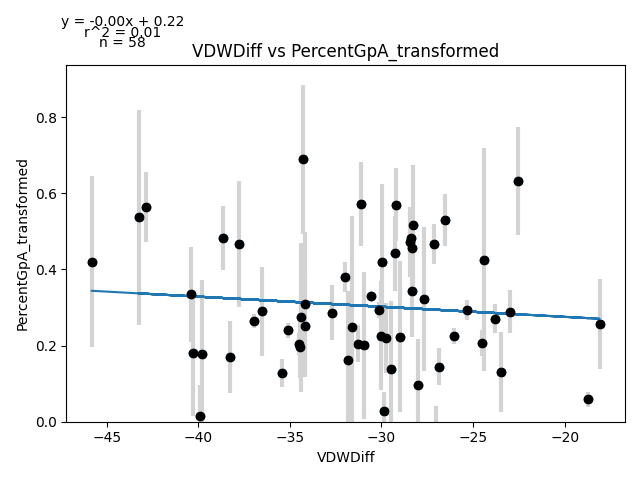 y = -0.00x + 0.22
r^2 = 0.01
n = 58
VDWDiff vs PercentGpA_transformed
PercentGpA_transformed
0.8
0.6
0.4
0.2
0.0
−45 −40 −35 −30 −25 −20
VDWDiff